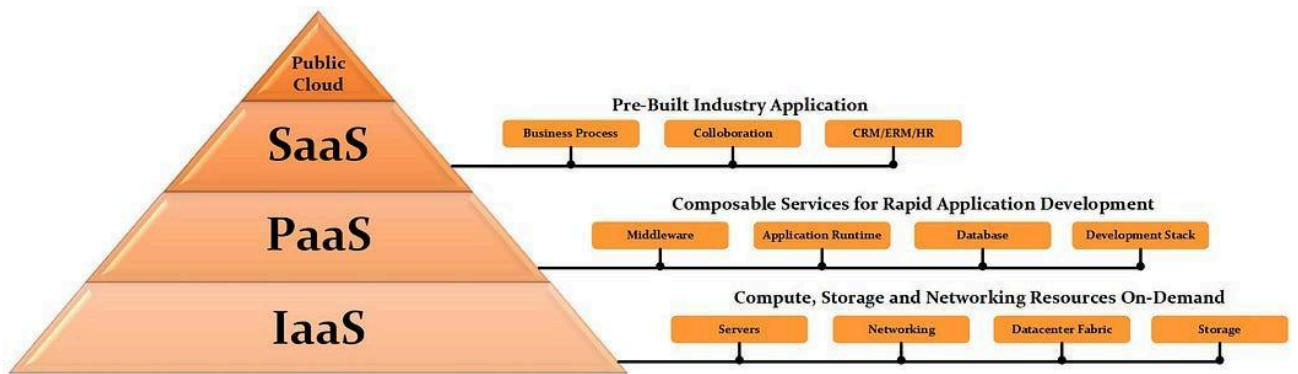 Public
Cloud
Pre-Built Industry Application
Business Process Colloboration CRM/ERM/HR
SaaS
Composable Services for Rapid Application Development
Middleware Application Runtime Database Development Stack
PaaS
Compute, Storage and Networking Resources On-Demand
Servers Networking Datacenter Fabric Storage
IaaS